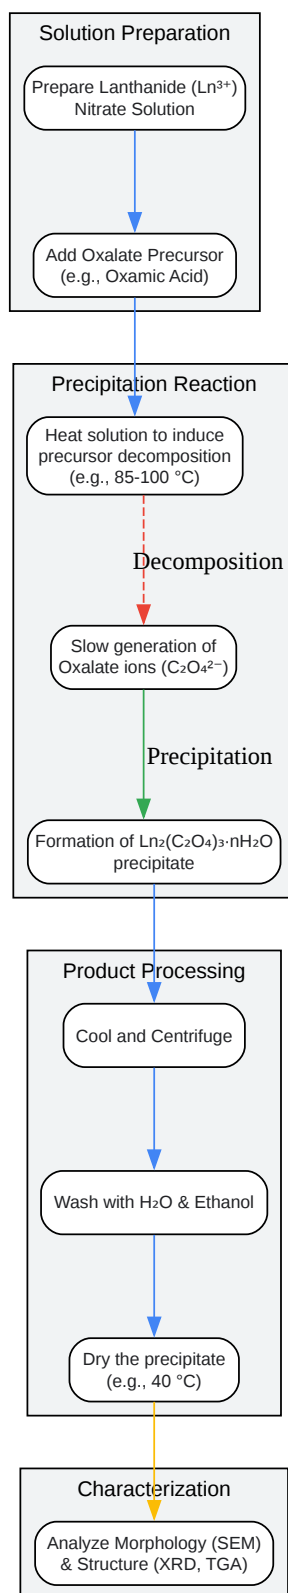 Solution Preparation
Prepare Lanthanide (Ln³⁺)
Nitrate Solution
Add Oxalate Precursor
(e.g., Oxamic Acid)
Precipitation Reaction
Heat solution to induce
precursor decomposition
(e.g., 85-100 °C)
Decomposition
Slow generation of
Oxalate ions (C₂O₄²⁻)
Precipitation
Formation of Ln₂(C₂O₄)₃·nH₂O
precipitate
Product Processing
Cool and Centrifuge
Wash with H₂O & Ethanol
Dry the precipitate
(e.g., 40 °C)
Characterization
Analyze Morphology (SEM)
& Structure (XRD, TGA)